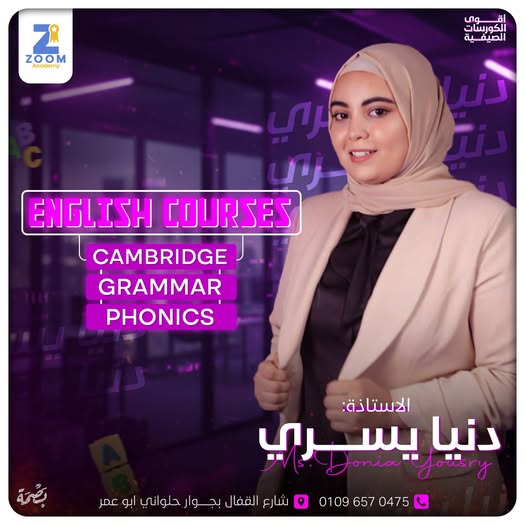 ZOOM
Academy
أقوى
الكورسات
الصيفية
دنيا
يسري
ENGLISH COURSES
CAMBRIDGE
GRAMMAR
PHONICS
الاستاذة:
دنيا يسري
Ms. Donia Yousry
بصمة
شارع القفال بجوار حلواني ابو عمر
0109 657 0475